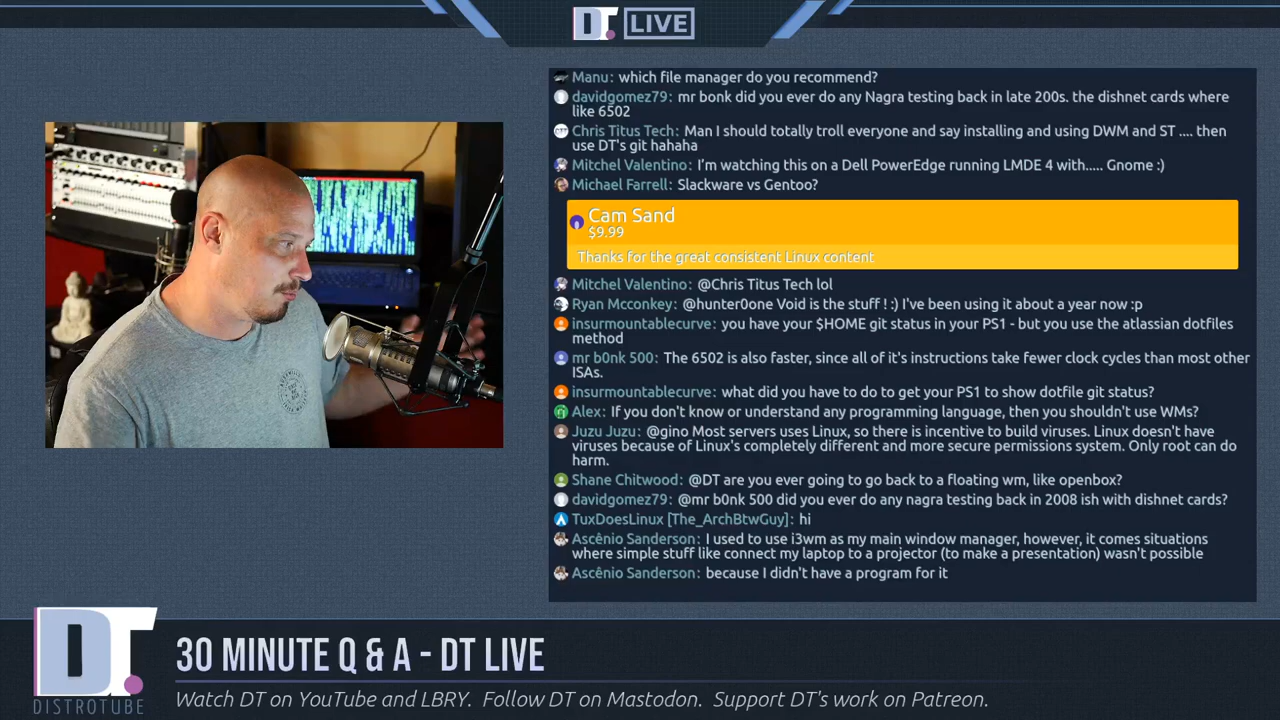 DT. LIVE
Manu: which file manager do you recommend?
davidgomez79: mr bonk did you ever do any Nagra testing back in late 200s. the dishnet cards where
like 6502
Chris Titus Tech: Man I should totally troll everyone and say installing and using DWM and ST .... then
use DT's git hahaha
Mitchel Valentino: I'm watching this on a Dell PowerEdge running LMDE 4 with..... Gnome :)
Michael Farrell: Slackware vs Gentoo?
Cam Sand
$9.99
Thanks for the great consistent Linux content
Mitchel Valentino: @Chris Titus Tech lol
Ryan Mcconkey: @hunter0one Void is the stuff ! :) I've been using it about a year now :p
insurmountablecurve: you have your $HOME git status in your PS1 - but you use the atlassian dotfiles
method
mr b0nk 500: The 6502 is also faster, since all of it's instructions take fewer clock cycles than most other
ISAs.
insurmountablecurve: what did you have to do to get your PS1 to show dotfile git status?
Alex: If you don't know or understand any programming language, then you shouldn't use WMs?
Juzu Juzu: @gino Most servers uses Linux, so there is incentive to build viruses. Linux doesn't have
viruses because of Linux's completely different and more secure permissions system. Only root can do
harm.
Shane Chitwood: @DT are you ever going to go back to a floating wm, like openbox?
davidgomez79: @mr b0nk 500 did you ever do any nagra testing back in 2008 ish with dishnet cards?
TuxDoesLinux [The_ArchBtwGuy]: hi
Ascênio Sanderson: I used to use i3wm as my main window manager, however, it comes situations
where simple stuff like connect my laptop to a projector (to make a presentation) wasn't possible
Ascênio Sanderson: because I didn't have a program for it
DT.
DISTROTUBE
30 MINUTE Q & A - DT LIVE
Watch DT on YouTube and LBRY. Follow DT on Mastodon. Support DT's work on Patreon.